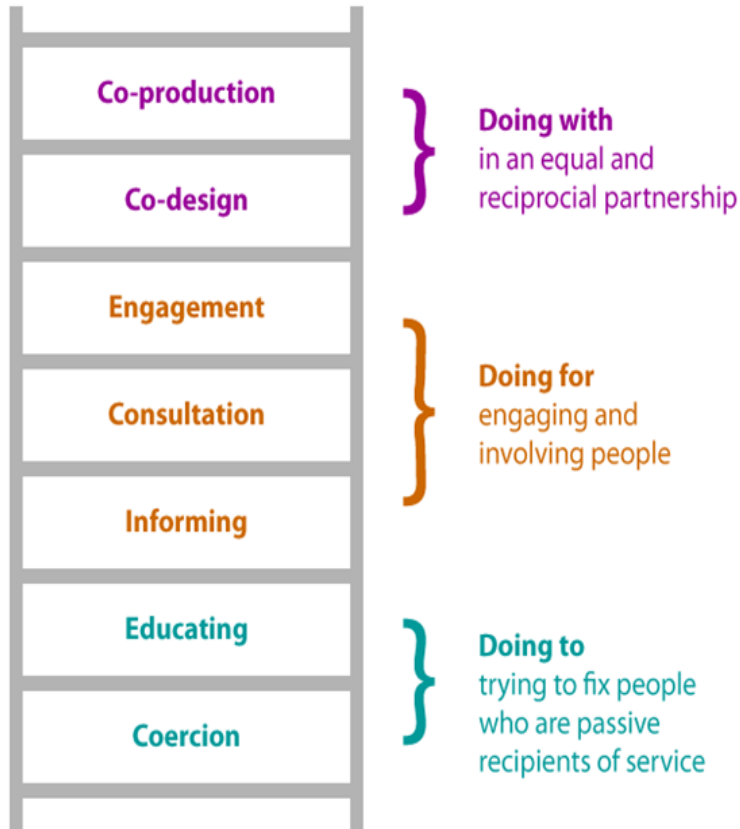 Co-production
Co-design
Doing with
in an equal and
reciprocial partnership
Engagement
Consultation
Informing
Doing for
engaging and
involving people
Educating
Coercion
Doing to
trying to fix people
who are passive
recipients of service